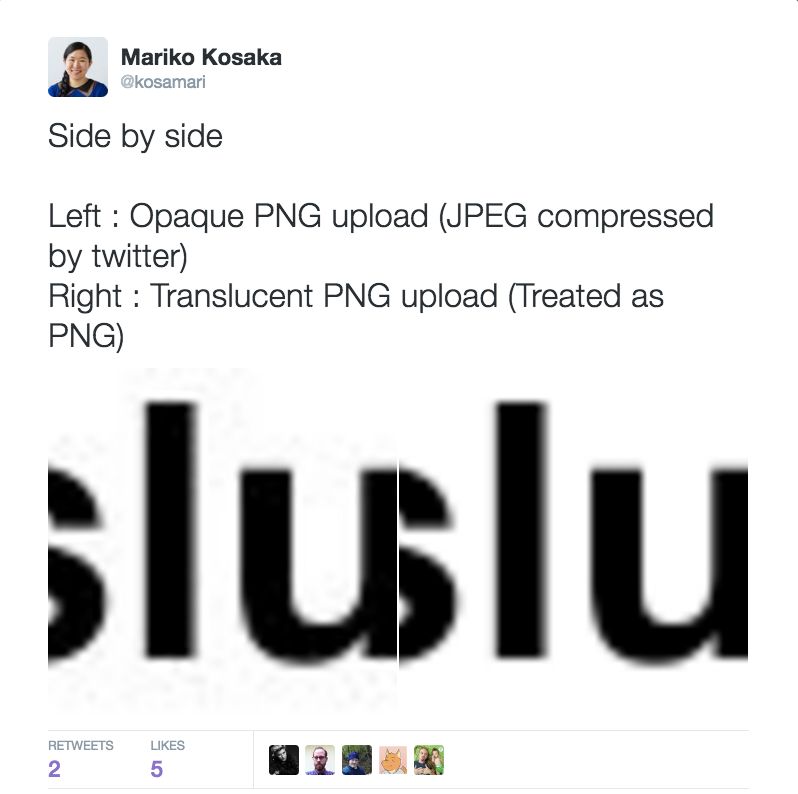 Mariko Kosaka
@kosamari
Side by side
Left : Opaque PNG upload (JPEG compressed
by twitter)
Right : Translucent PNG upload (Treated as
PNG)
slu slu
RETWEETS LIKES
2 5